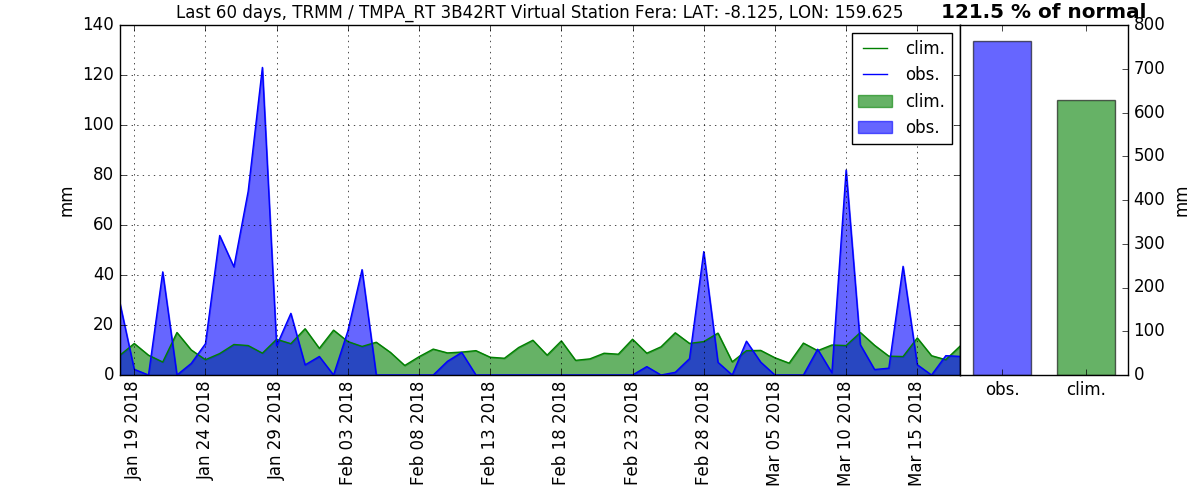 Last 60 days, TRMM / TMPA_RT 3B42RT Virtual Station Fera: LAT: -8.125, LON: 159.625
121.5 % of normal
140
120
100
80
60
40
20
0
mm
clim.
obs.
clim.
obs.
800
700
600
500
400
300
200
100
0
mm
Jan 19 2018
Jan 24 2018
Jan 29 2018
Feb 03 2018
Feb 08 2018
Feb 13 2018
Feb 18 2018
Feb 23 2018
Feb 28 2018
Mar 05 2018
Mar 10 2018
Mar 15 2018
obs.
clim.